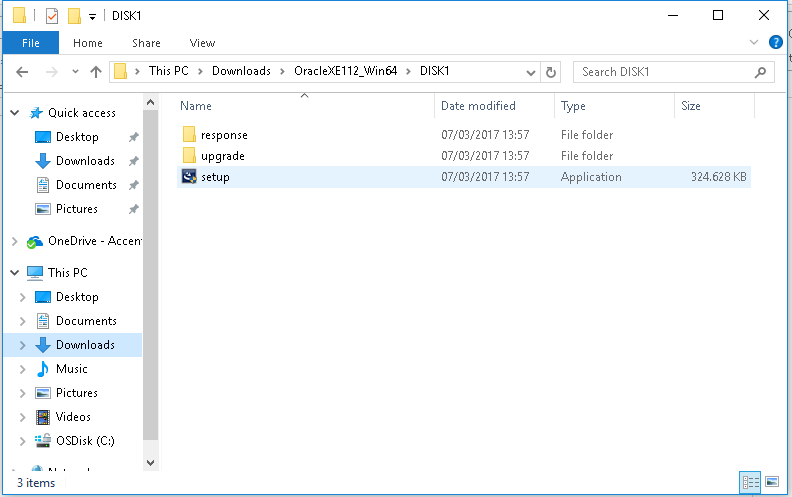 DISK1
File Home Share View
This PC Downloads OracleXE112_Win64 DISK1 Search DISK1
Name Date modified Type Size
Quick access
Desktop
Downloads
Documents
Pictures
OneDrive - Accen
This PC
Desktop
Documents
Downloads
Music
Pictures
Videos
OSDisk (C:)
response 07/03/2017 13:57 File folder
upgrade 07/03/2017 13:57 File folder
setup 07/03/2017 13:57 Application 324.628 KB
3 items